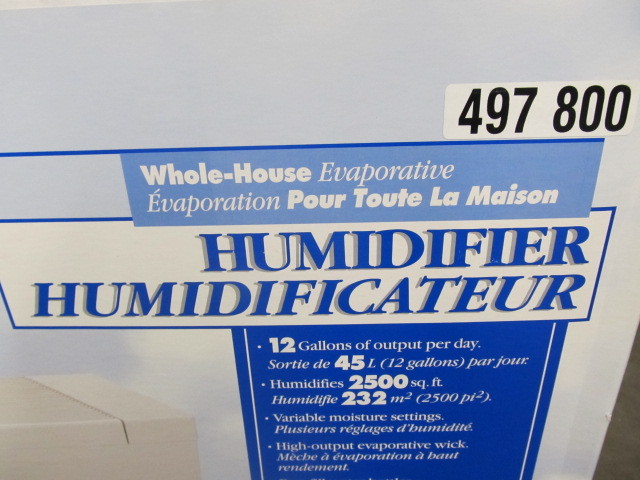 497 800
Whole-House Evaporative
Évaporation Pour Toute La Maison
HUMIDIFIER
HUMIDIFICATEUR
• 12 Gallons of output per day.
Sortie de 45 L (12 gallons) par jour.
• Humidifies 2500 sq. ft
Humidifie 232 m² (2500 pi²).
• Variable moisture settings.
Plusieurs réglages d'humidité.
• High-output evaporative wick.
Mèche à évaporation à haut
rendement.